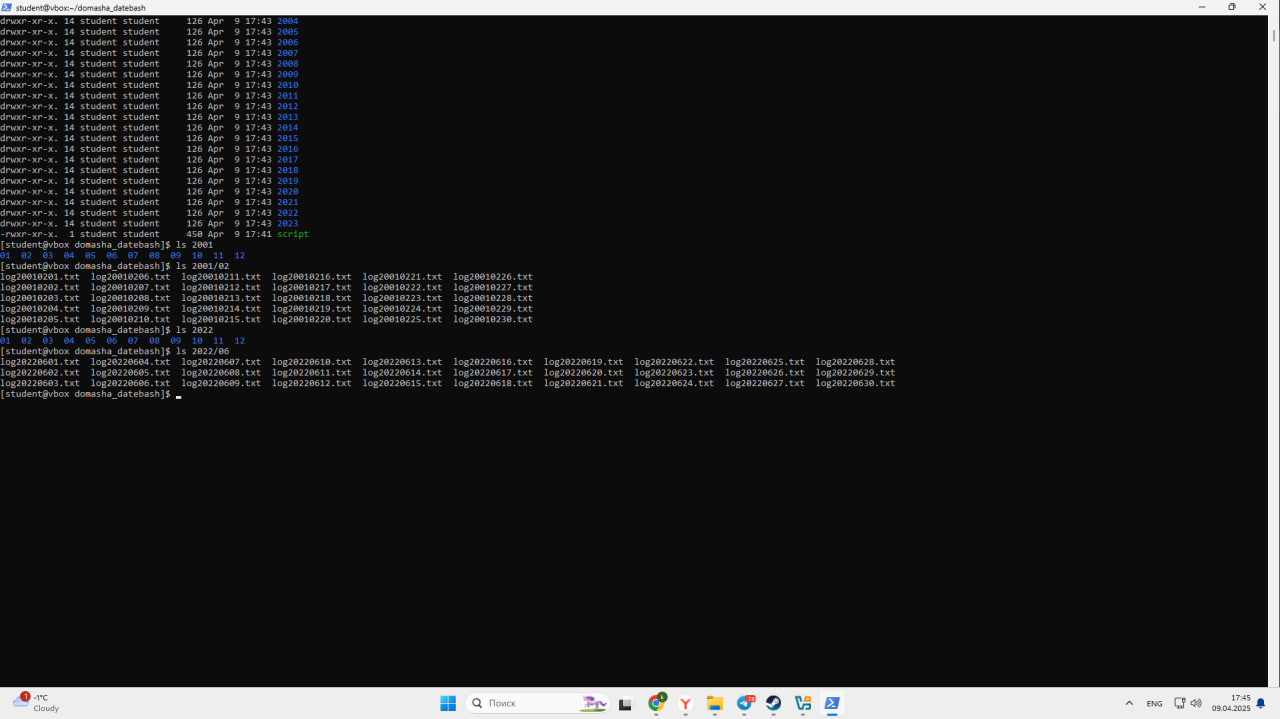 student@vbox:~/domasha_datebash
drwxr-xr-x. 14 student student     126 Apr  9 17:43 2004
drwxr-xr-x. 14 student student     126 Apr  9 17:43 2005
drwxr-xr-x. 14 student student     126 Apr  9 17:43 2006
drwxr-xr-x. 14 student student     126 Apr  9 17:43 2007
drwxr-xr-x. 14 student student     126 Apr  9 17:43 2008
drwxr-xr-x. 14 student student     126 Apr  9 17:43 2009
drwxr-xr-x. 14 student student     126 Apr  9 17:43 2010
drwxr-xr-x. 14 student student     126 Apr  9 17:43 2011
drwxr-xr-x. 14 student student     126 Apr  9 17:43 2012
drwxr-xr-x. 14 student student     126 Apr  9 17:43 2013
drwxr-xr-x. 14 student student     126 Apr  9 17:43 2014
drwxr-xr-x. 14 student student     126 Apr  9 17:43 2015
drwxr-xr-x. 14 student student     126 Apr  9 17:43 2016
drwxr-xr-x. 14 student student     126 Apr  9 17:43 2017
drwxr-xr-x. 14 student student     126 Apr  9 17:43 2018
drwxr-xr-x. 14 student student     126 Apr  9 17:43 2019
drwxr-xr-x. 14 student student     126 Apr  9 17:43 2020
drwxr-xr-x. 14 student student     126 Apr  9 17:43 2021
drwxr-xr-x. 14 student student     126 Apr  9 17:43 2022
drwxr-xr-x. 14 student student     126 Apr  9 17:43 2023
-rwxr-xr-x.  1 student student     450 Apr  9 17:41 script
[student@vbox domasha_datebash]$ ls 2001
01  02  03  04  05  06  07  08  09  10  11  12
[student@vbox domasha_datebash]$ ls 2001/02
log20010201.txt  log20010206.txt  log20010211.txt  log20010216.txt  log20010221.txt  log20010226.txt
log20010202.txt  log20010207.txt  log20010212.txt  log20010217.txt  log20010222.txt  log20010227.txt
log20010203.txt  log20010208.txt  log20010213.txt  log20010218.txt  log20010223.txt  log20010228.txt
log20010204.txt  log20010209.txt  log20010214.txt  log20010219.txt  log20010224.txt  log20010229.txt
log20010205.txt  log20010210.txt  log20010215.txt  log20010220.txt  log20010225.txt  log20010230.txt
[student@vbox domasha_datebash]$ ls 2022
01  02  03  04  05  06  07  08  09  10  11  12
[student@vbox domasha_datebash]$ ls 2022/06
log20220601.txt  log20220604.txt  log20220607.txt  log20220610.txt  log20220613.txt  log20220616.txt  log20220619.txt  log20220622.txt  log20220625.txt  log20220628.txt
log20220602.txt  log20220605.txt  log20220608.txt  log20220611.txt  log20220614.txt  log20220617.txt  log20220620.txt  log20220623.txt  log20220626.txt  log20220629.txt
log20220603.txt  log20220606.txt  log20220609.txt  log20220612.txt  log20220615.txt  log20220618.txt  log20220621.txt  log20220624.txt  log20220627.txt  log20220630.txt
[student@vbox domasha_datebash]$
1
-1°C
Cloudy
Поиск
ENG
17:45
09.04.2025